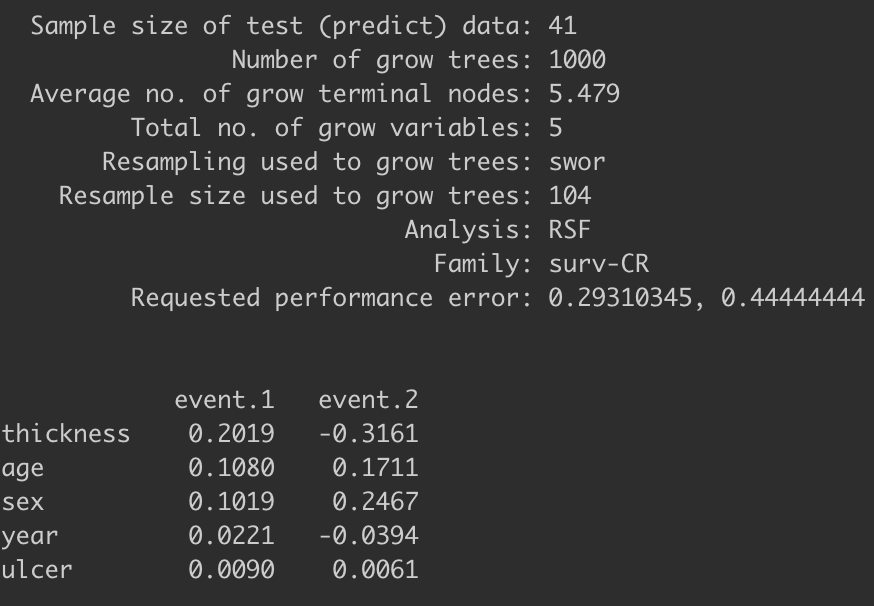 Sample size of test (predict) data: 41
Number of grow trees: 1000
Average no. of grow terminal nodes: 5.479
Total no. of grow variables: 5
Resampling used to grow trees: swor
Resample size used to grow trees: 104
Analysis: RSF
Family: surv-CR
Requested performance error: 0.29310345, 0.44444444
event.1 event.2
thickness 0.2019 -0.3161
age 0.1080 0.1711
sex 0.1019 0.2467
year 0.0221 -0.0394
ulcer 0.0090 0.0061